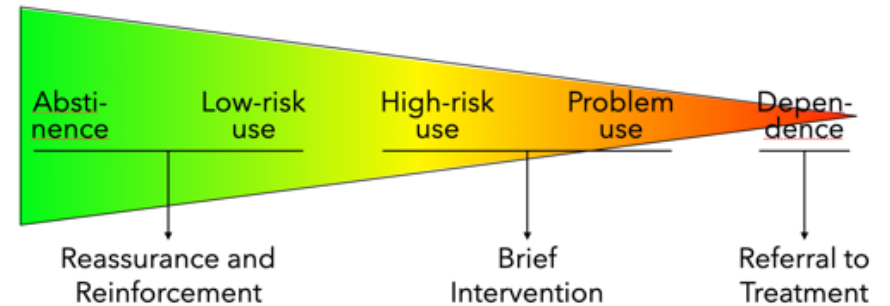 Absti-
nence
Low-risk
use
High-risk
use
Problem
use
Depen-
dence
Reassurance and
Reinforcement
Brief
Intervention
Referral to
Treatment